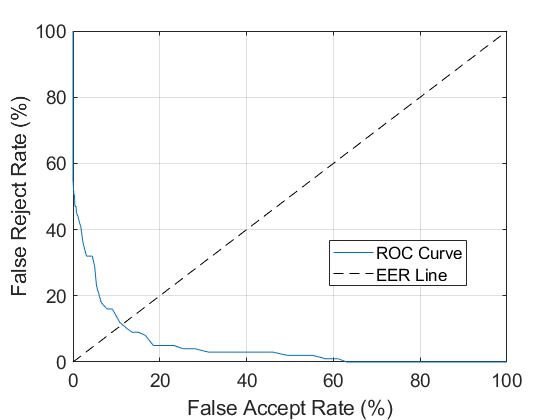 100
80
60
40
20
0
False Reject Rate (%)
ROC Curve
EER Line
0 20 40 60 80 100
False Accept Rate (%)